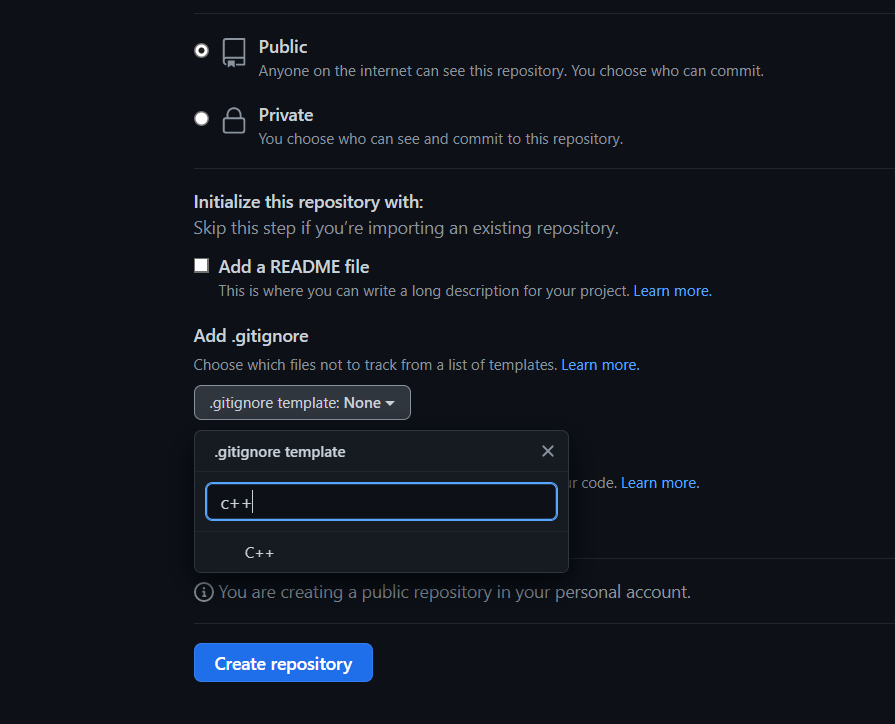 Public
Anyone on the internet can see this repository. You choose who can commit.
Private
You choose who can see and commit to this repository.
Initialize this repository with:
Skip this step if you’re importing an existing repository.
Add a README file
This is where you can write a long description for your project. Learn more.
Add .gitignore
Choose which files not to track from a list of templates. Learn more.
.gitignore template: None
.gitignore template
c++
code. Learn more.
C++
You are creating a public repository in your personal account.
Create repository